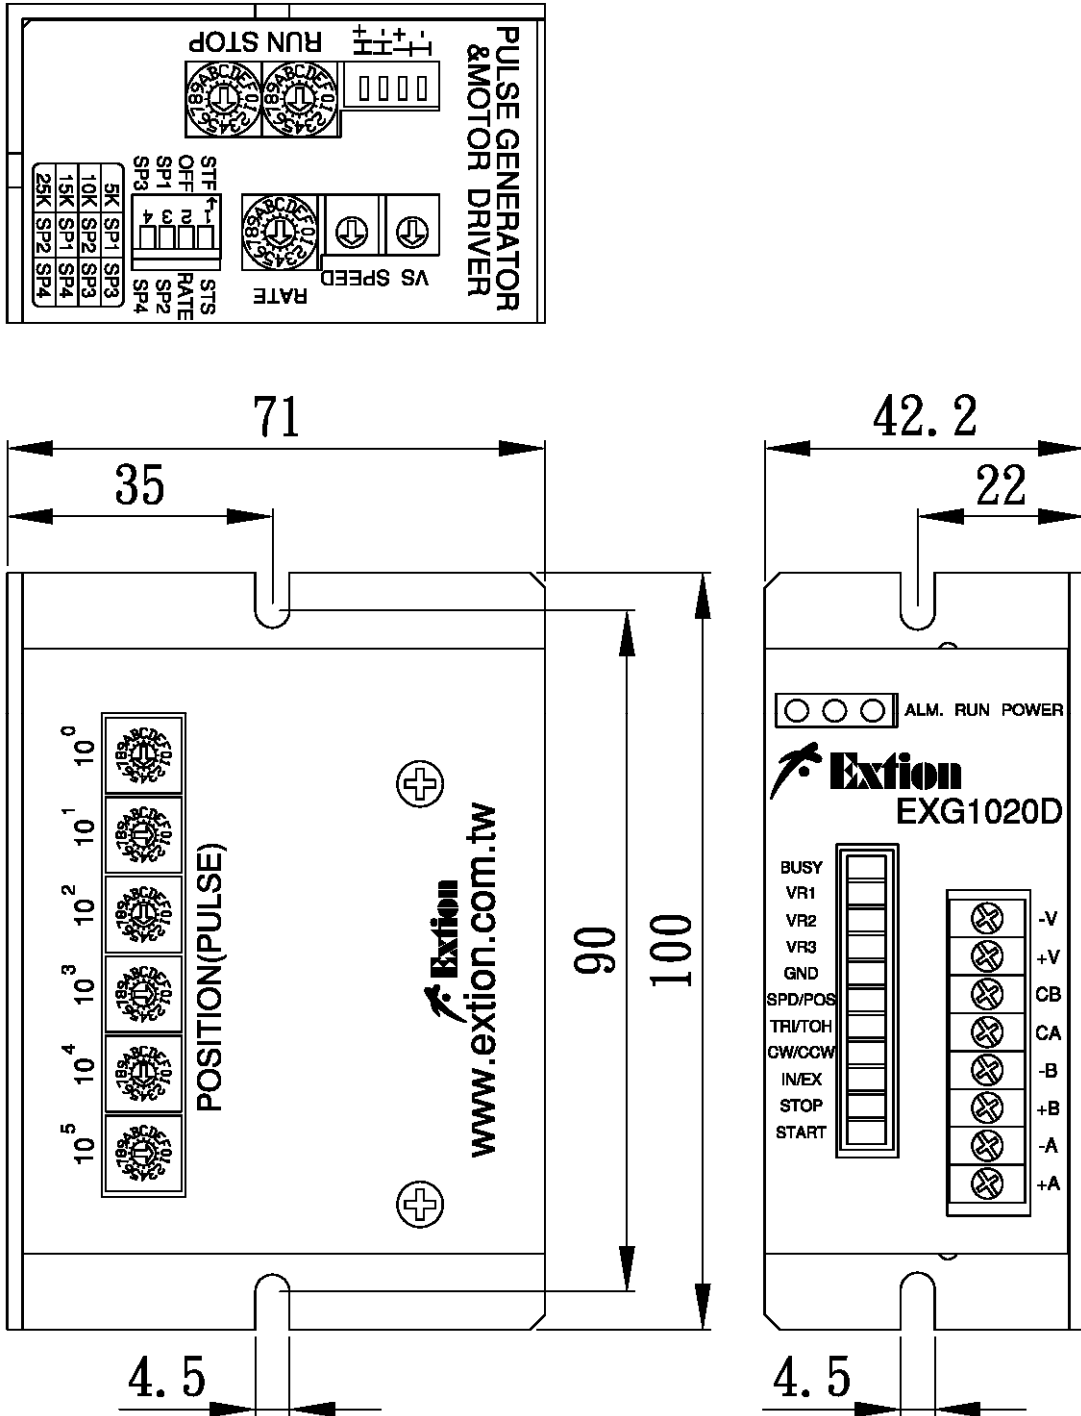 PULSE GENERATOR
&MOTOR DRIVER
RUN STOP
H+
H-
T+
T-
STF
OFF
SP1
SP3
1 2 3 4
STS
RATE
SP2
SP4
5K SP1 SP3
10K SP2 SP3
15K SP1 SP4
25K SP2 SP4
RATE
VS SPEED
71
35
42.2
22
90
100
4.5
4.5
10^0
10^1
10^2
10^3
10^4
10^5
POSITION(PULSE)
Extion
www.extion.com.tw
ALM. RUN POWER
Extion
EXG1020D
BUSY
VR1
VR2
VR3
GND
SPD/POS
TRI/TOH
CW/CCW
IN/EX
STOP
START
-V
+V
CB
CA
-B
+B
-A
+A